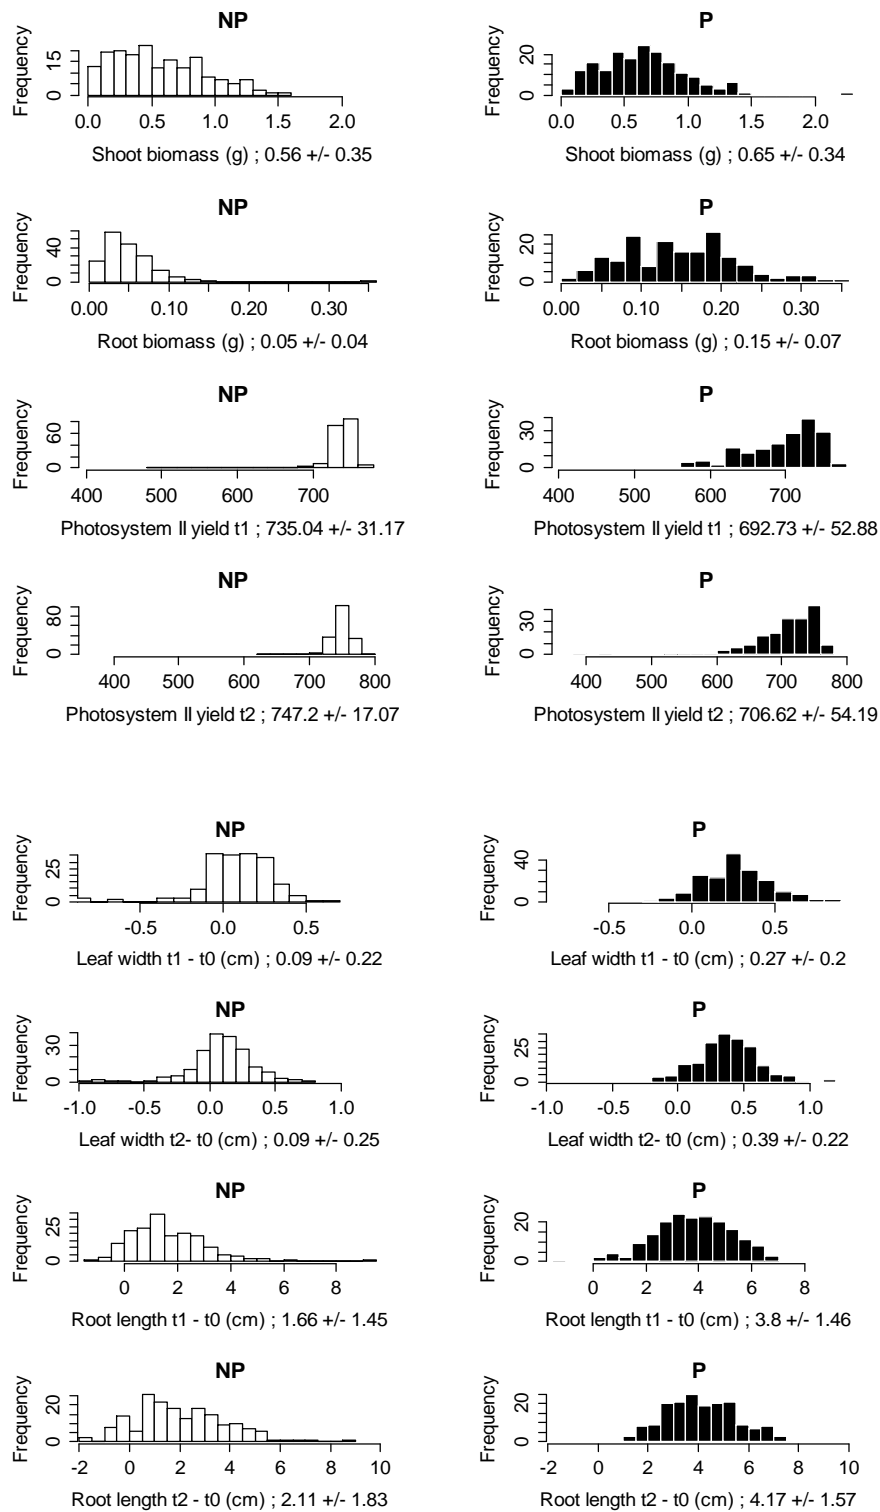 NP
P
Frequency
0 15
0.0 0.5 1.0 1.5 2.0
Shoot biomass (g) ; 0.56 +/- 0.35
Frequency
0 20
0.0 0.5 1.0 1.5 2.0
Shoot biomass (g) ; 0.65 +/- 0.34
NP
P
Frequency
0 40
0.00 0.10 0.20 0.30
Root biomass (g) ; 0.05 +/- 0.04
Frequency
0 20
0.00 0.10 0.20 0.30
Root biomass (g) ; 0.15 +/- 0.07
NP
P
Frequency
0 60
400 500 600 700
Photosystem II yield t1 ; 735.04 +/- 31.17
Frequency
0 30
400 500 600 700
Photosystem II yield t1 ; 692.73 +/- 52.88
NP
P
Frequency
0 80
400 500 600 700 800
Photosystem II yield t2 ; 747.2 +/- 17.07
Frequency
0 30
400 500 600 700 800
Photosystem II yield t2 ; 706.62 +/- 54.19
NP
P
Frequency
0 25
-0.5 0.0 0.5
Leaf width t1 - t0 (cm) ; 0.09 +/- 0.22
Frequency
0 40
-0.5 0.0 0.5
Leaf width t1 - t0 (cm) ; 0.27 +/- 0.2
NP
P
Frequency
0 30
-1.0 -0.5 0.0 0.5 1.0
Leaf width t2- t0 (cm) ; 0.09 +/- 0.25
Frequency
0 25
-1.0 -0.5 0.0 0.5 1.0
Leaf width t2- t0 (cm) ; 0.39 +/- 0.22
NP
P
Frequency
0 25
0 2 4 6 8
Root length t1 - t0 (cm) ; 1.66 +/- 1.45
Frequency
0 20
0 2 4 6 8
Root length t1 - t0 (cm) ; 3.8 +/- 1.46
NP
P
Frequency
0 20
-2 0 2 4 6 8 10
Root length t2 - t0 (cm) ; 2.11 +/- 1.83
Frequency
0 20
-2 0 2 4 6 8 10
Root length t2 - t0 (cm) ; 4.17 +/- 1.57